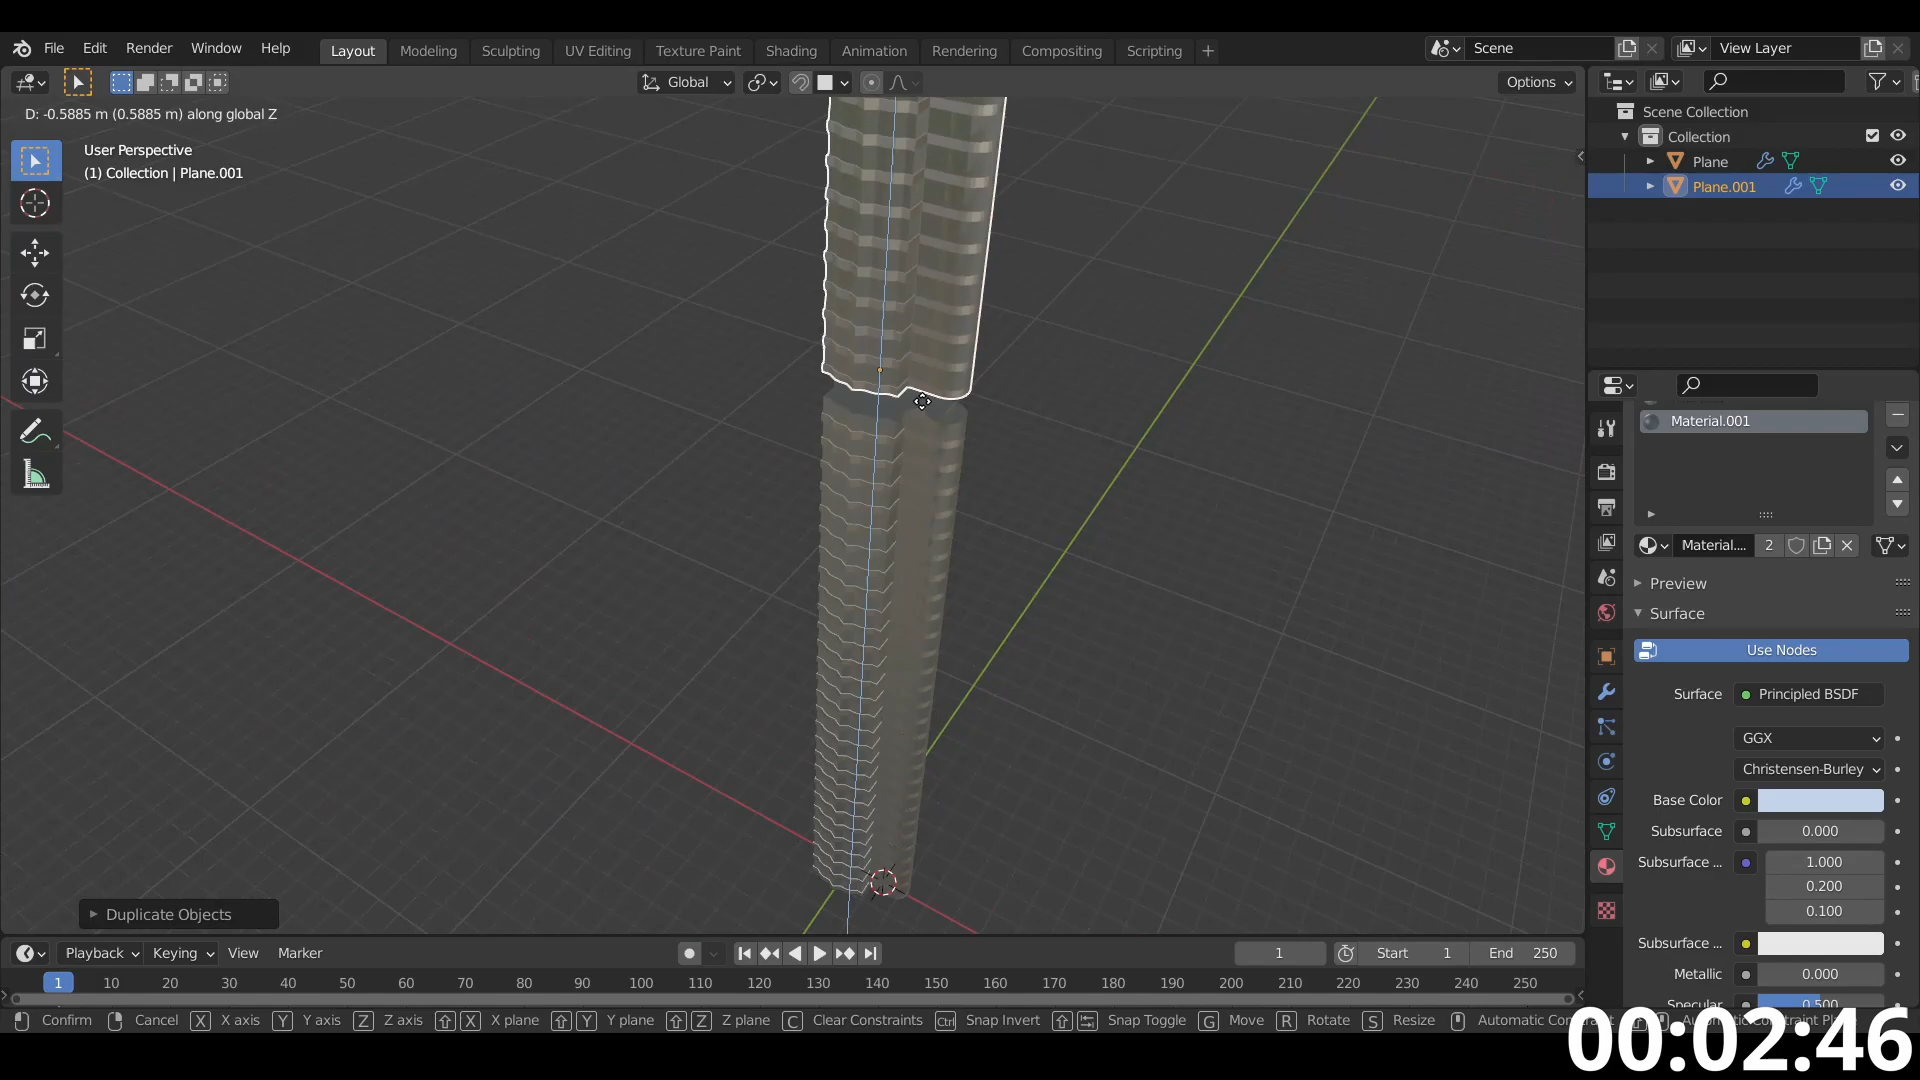 File Edit Render Window Help
Layout Modeling Sculpting UV Editing Texture Paint Shading Animation Rendering Compositing Scripting +
Scene
View Layer
Global
Options
D: -0.5885 m (0.5885 m) along global Z
User Perspective
(1) Collection | Plane.001
Scene Collection
Collection
Plane
Plane.001
Material.001
Material.... 2
Preview
Surface
Use Nodes
Surface Principled BSDF
GGX
Christensen-Burley
Base Color
Subsurface 0.000
Subsurface ... 1.000
0.200
0.100
Subsurface ...
Metallic 0.000
Specular 0.500
Duplicate Objects
Playback Keying View Marker
1 Start 1 End 250
1 10 20 30 40 50 60 70 80 90 100 110 120 130 140 150 160 170 180 190 200 210 220 230 240 250
Confirm Cancel X X axis Y Y axis Z Z axis X X plane Y Y plane Z Z plane C Clear Constraints Ctrl Snap Invert Snap Toggle G Move R Rotate S Resize Automatic
00:02:46